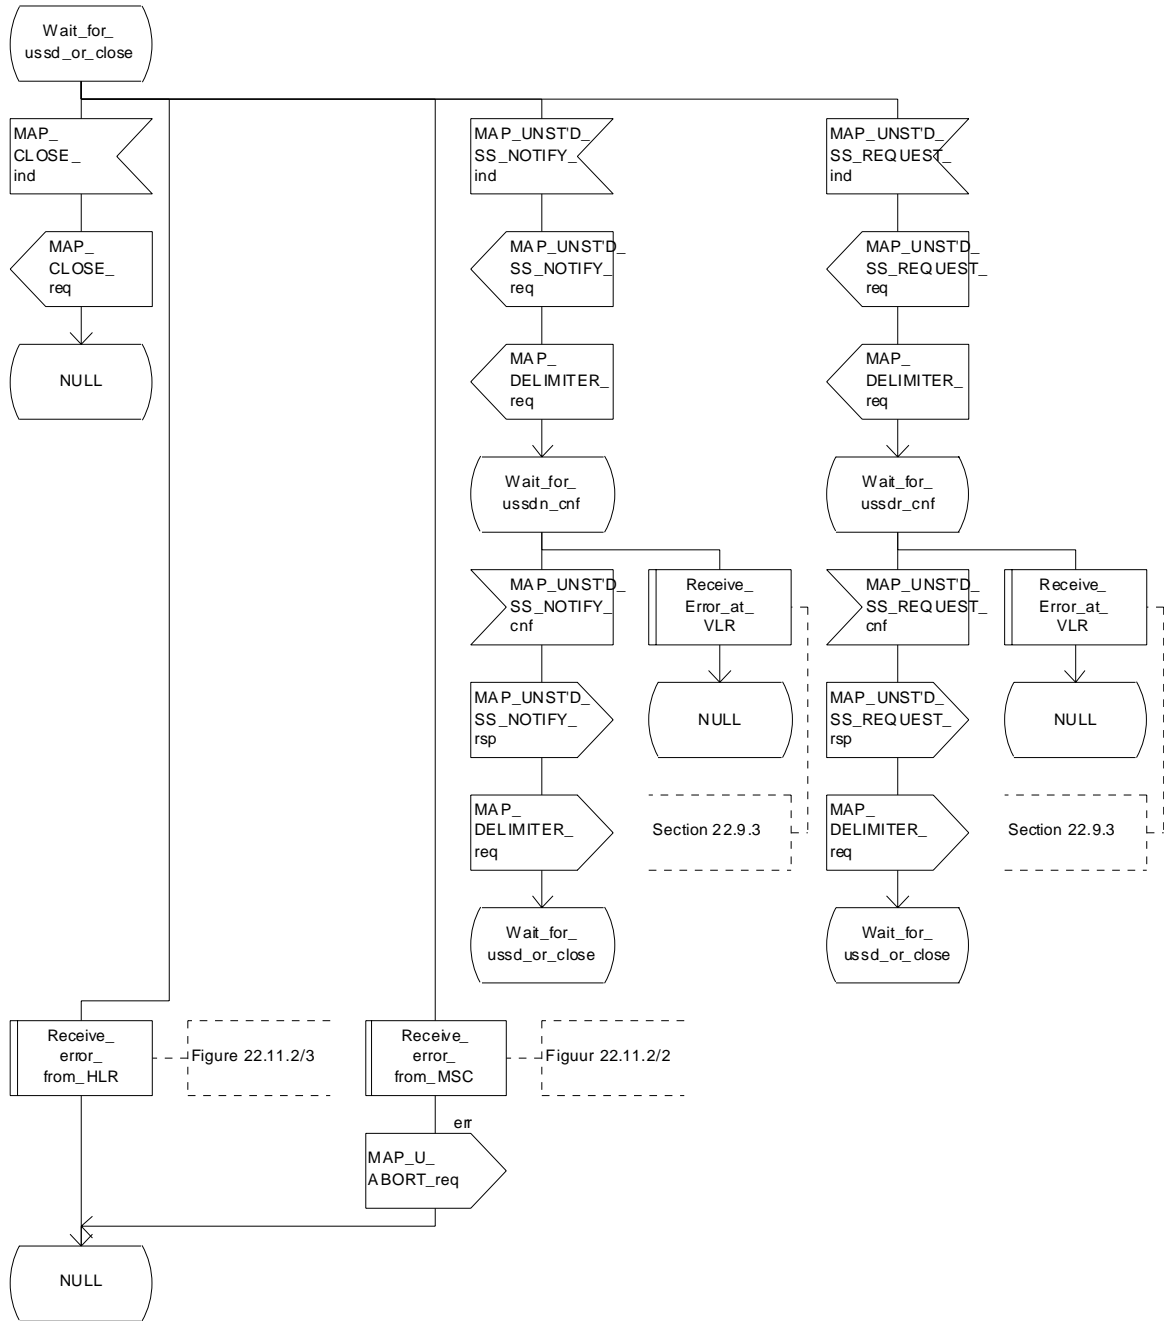 Wait_for_
ussd_or_close
MAP_
CLOSE_
ind
MAP_UNST'D_
SS_NOTIFY_
ind
MAP_UNST'D_
SS_REQUEST_
ind
MAP_
CLOSE_
req
MAP_UNST'D_
SS_NOTIFY_
req
MAP_UNST'D_
SS_REQUEST_
req
NULL
MAP_
DELIMITER_
req
MAP_
DELIMITER_
req
Wait_for_
ussdn_cnf
Wait_for_
ussdr_cnf
MAP_UNST'D_
SS_NOTIFY_
cnf
Receive_
Error_at_
VLR
MAP_UNST'D_
SS_REQUEST_
cnf
Receive_
Error_at_
VLR
MAP_UNST'D_
SS_NOTIFY_
rsp
NULL
MAP_UNST'D_
SS_REQUEST_
rsp
NULL
MAP_
DELIMITER_
req
Section 22.9.3
MAP_
DELIMITER_
req
Section 22.9.3
Wait_for_
ussd_or_close
Wait_for_
ussd_or_close
Receive_
error_
from_HLR
Figure 22.11.2/3
Receive_
error_
from_MSC
Figuur 22.11.2/2
err
MAP_U_
ABORT_req
NULL